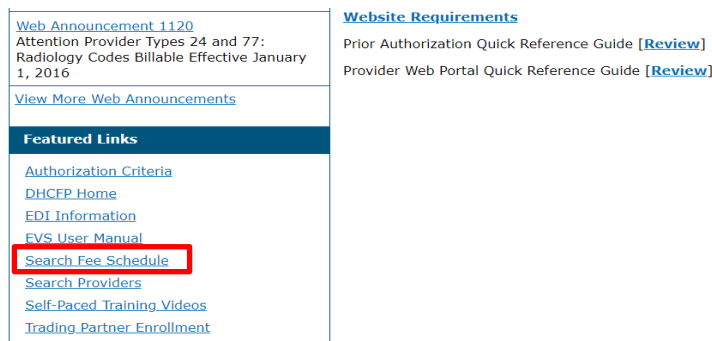 Web Announcement 1120
Attention Provider Types 24 and 77:
Radiology Codes Billable Effective January
1, 2016
View More Web Announcements
Featured Links
Authorization Criteria
DHCFP Home
EDI Information
EVS User Manual
Search Fee Schedule
Search Providers
Self-Paced Training Videos
Trading Partner Enrollment
Website Requirements
Prior Authorization Quick Reference Guide [Review]
Provider Web Portal Quick Reference Guide [Review]